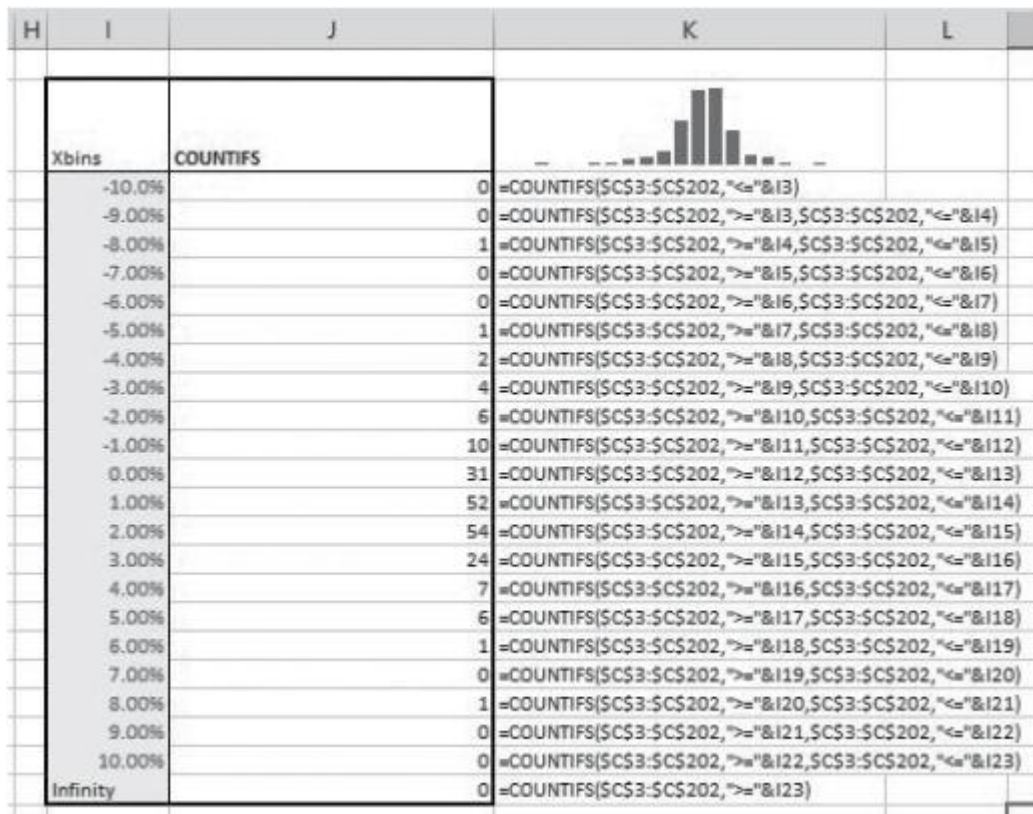 H I J K L
Xbins COUNTIFS
-10.0% 0 =COUNTIFS($C$3:$C$202,"<="&I3)
-9.00% 0 =COUNTIFS($C$3:$C$202,">="&I3,$C$3:$C$202,"<="&I4)
-8.00% 1 =COUNTIFS($C$3:$C$202,">="&I4,$C$3:$C$202,"<="&I5)
-7.00% 0 =COUNTIFS($C$3:$C$202,">="&I5,$C$3:$C$202,"<="&I6)
-6.00% 0 =COUNTIFS($C$3:$C$202,">="&I6,$C$3:$C$202,"<="&I7)
-5.00% 1 =COUNTIFS($C$3:$C$202,">="&I7,$C$3:$C$202,"<="&I8)
-4.00% 2 =COUNTIFS($C$3:$C$202,">="&I8,$C$3:$C$202,"<="&I9)
-3.00% 4 =COUNTIFS($C$3:$C$202,">="&I9,$C$3:$C$202,"<="&I10)
-2.00% 6 =COUNTIFS($C$3:$C$202,">="&I10,$C$3:$C$202,"<="&I11)
-1.00% 10 =COUNTIFS($C$3:$C$202,">="&I11,$C$3:$C$202,"<="&I12)
0.00% 31 =COUNTIFS($C$3:$C$202,">="&I12,$C$3:$C$202,"<="&I13)
1.00% 52 =COUNTIFS($C$3:$C$202,">="&I13,$C$3:$C$202,"<="&I14)
2.00% 54 =COUNTIFS($C$3:$C$202,">="&I14,$C$3:$C$202,"<="&I15)
3.00% 24 =COUNTIFS($C$3:$C$202,">="&I15,$C$3:$C$202,"<="&I16)
4.00% 7 =COUNTIFS($C$3:$C$202,">="&I16,$C$3:$C$202,"<="&I17)
5.00% 6 =COUNTIFS($C$3:$C$202,">="&I17,$C$3:$C$202,"<="&I18)
6.00% 1 =COUNTIFS($C$3:$C$202,">="&I18,$C$3:$C$202,"<="&I19)
7.00% 0 =COUNTIFS($C$3:$C$202,">="&I19,$C$3:$C$202,"<="&I20)
8.00% 1 =COUNTIFS($C$3:$C$202,">="&I20,$C$3:$C$202,"<="&I21)
9.00% 0 =COUNTIFS($C$3:$C$202,">="&I21,$C$3:$C$202,"<="&I22)
10.00% 0 =COUNTIFS($C$3:$C$202,">="&I22,$C$3:$C$202,"<="&I23)
Infinity 0 =COUNTIFS($C$3:$C$202,">="&I23)